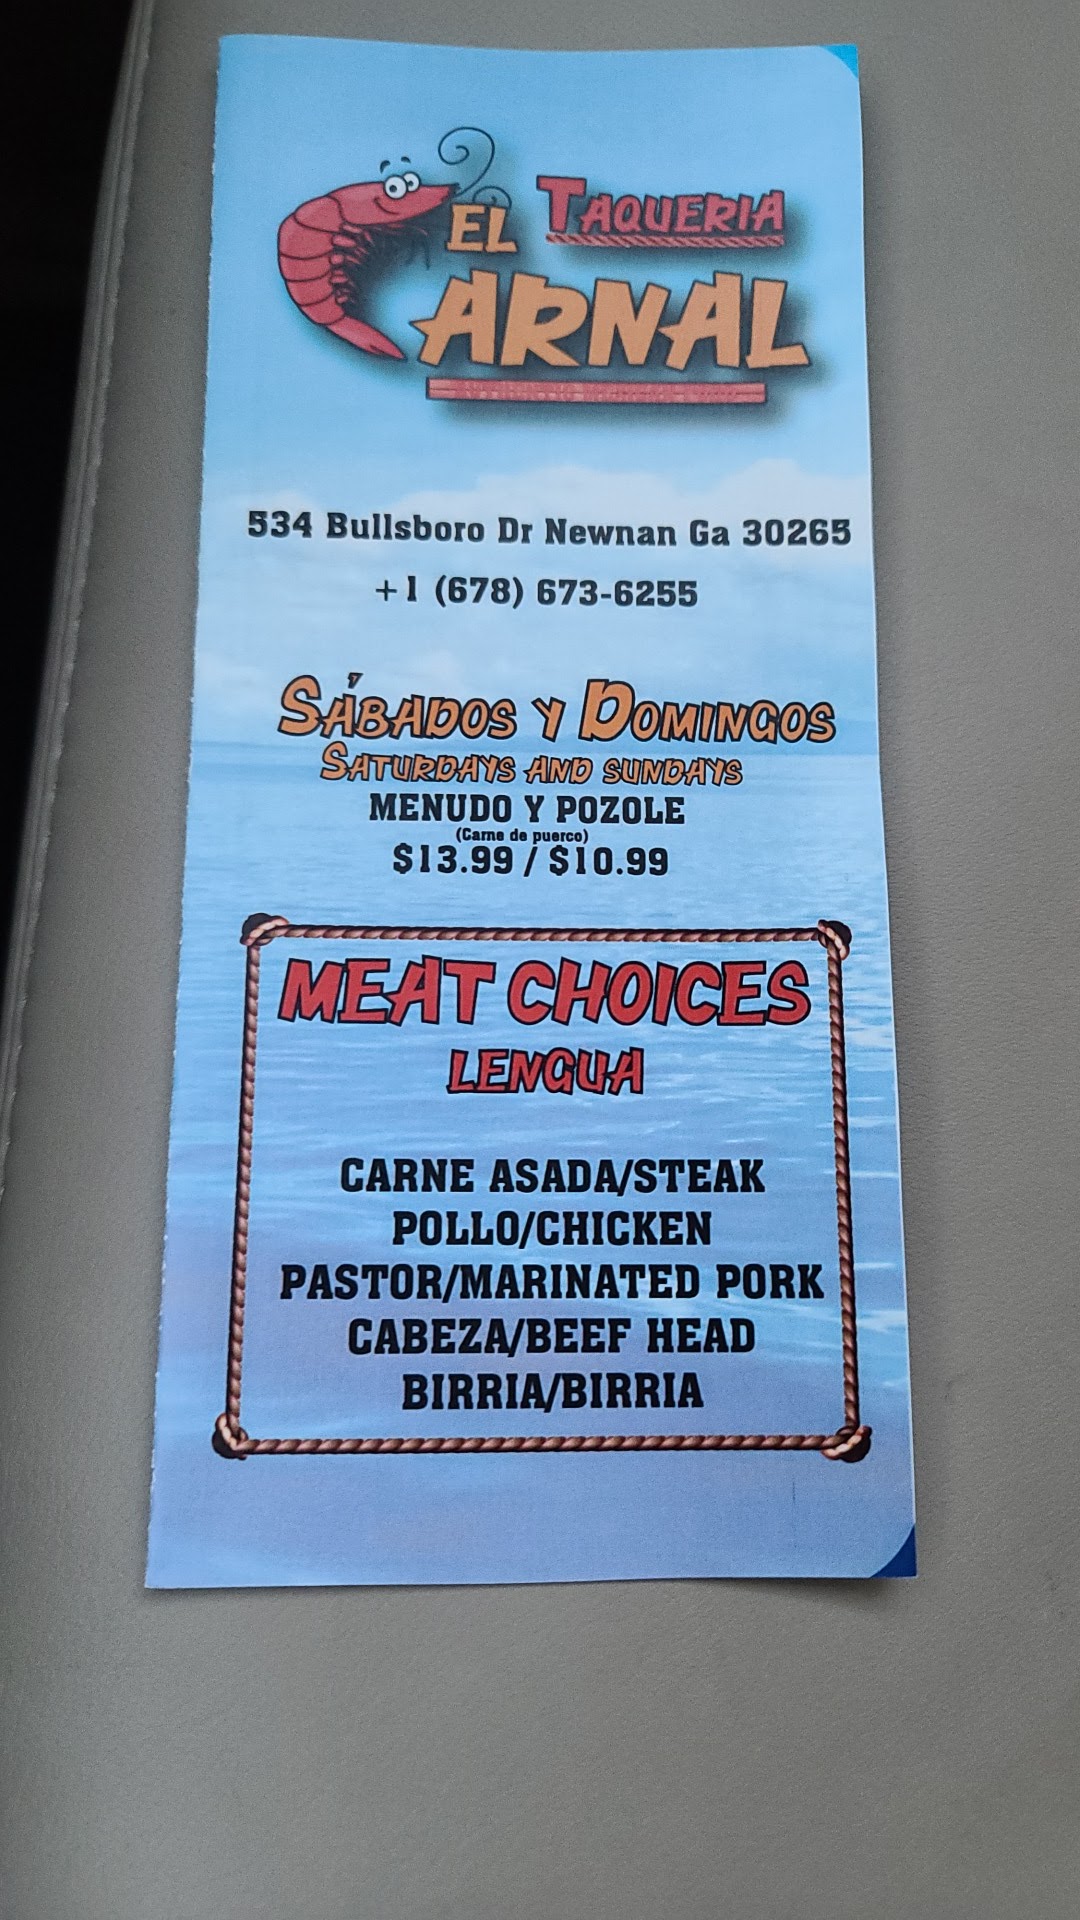 TAQUERIA
EL
CARNAL
534 Bullsboro Dr Newnan Ga 30265
+1 (678) 673-6255
SÁBADOS Y DOMINGOS
SATURDAYS AND SUNDAYS
MENUDO Y POZOLE
(Carne de puerco)
$13.99 / $10.99
MEAT CHOICES
LENGUA
CARNE ASADA/STEAK
POLLO/CHICKEN
PASTOR/MARINATED PORK
CABEZA/BEEF HEAD
BIRRIA/BIRRIA